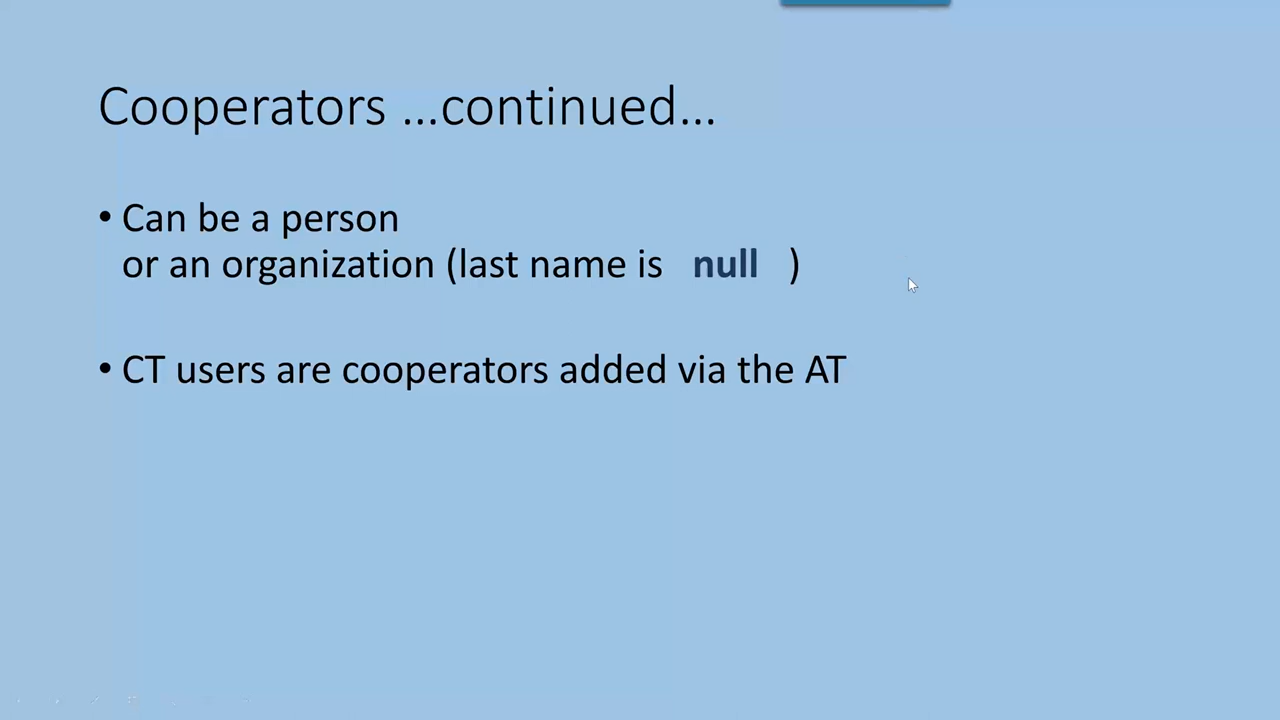 Cooperators …continued…
• Can be a person
or an organization (last name is null )
• CT users are cooperators added via the AT